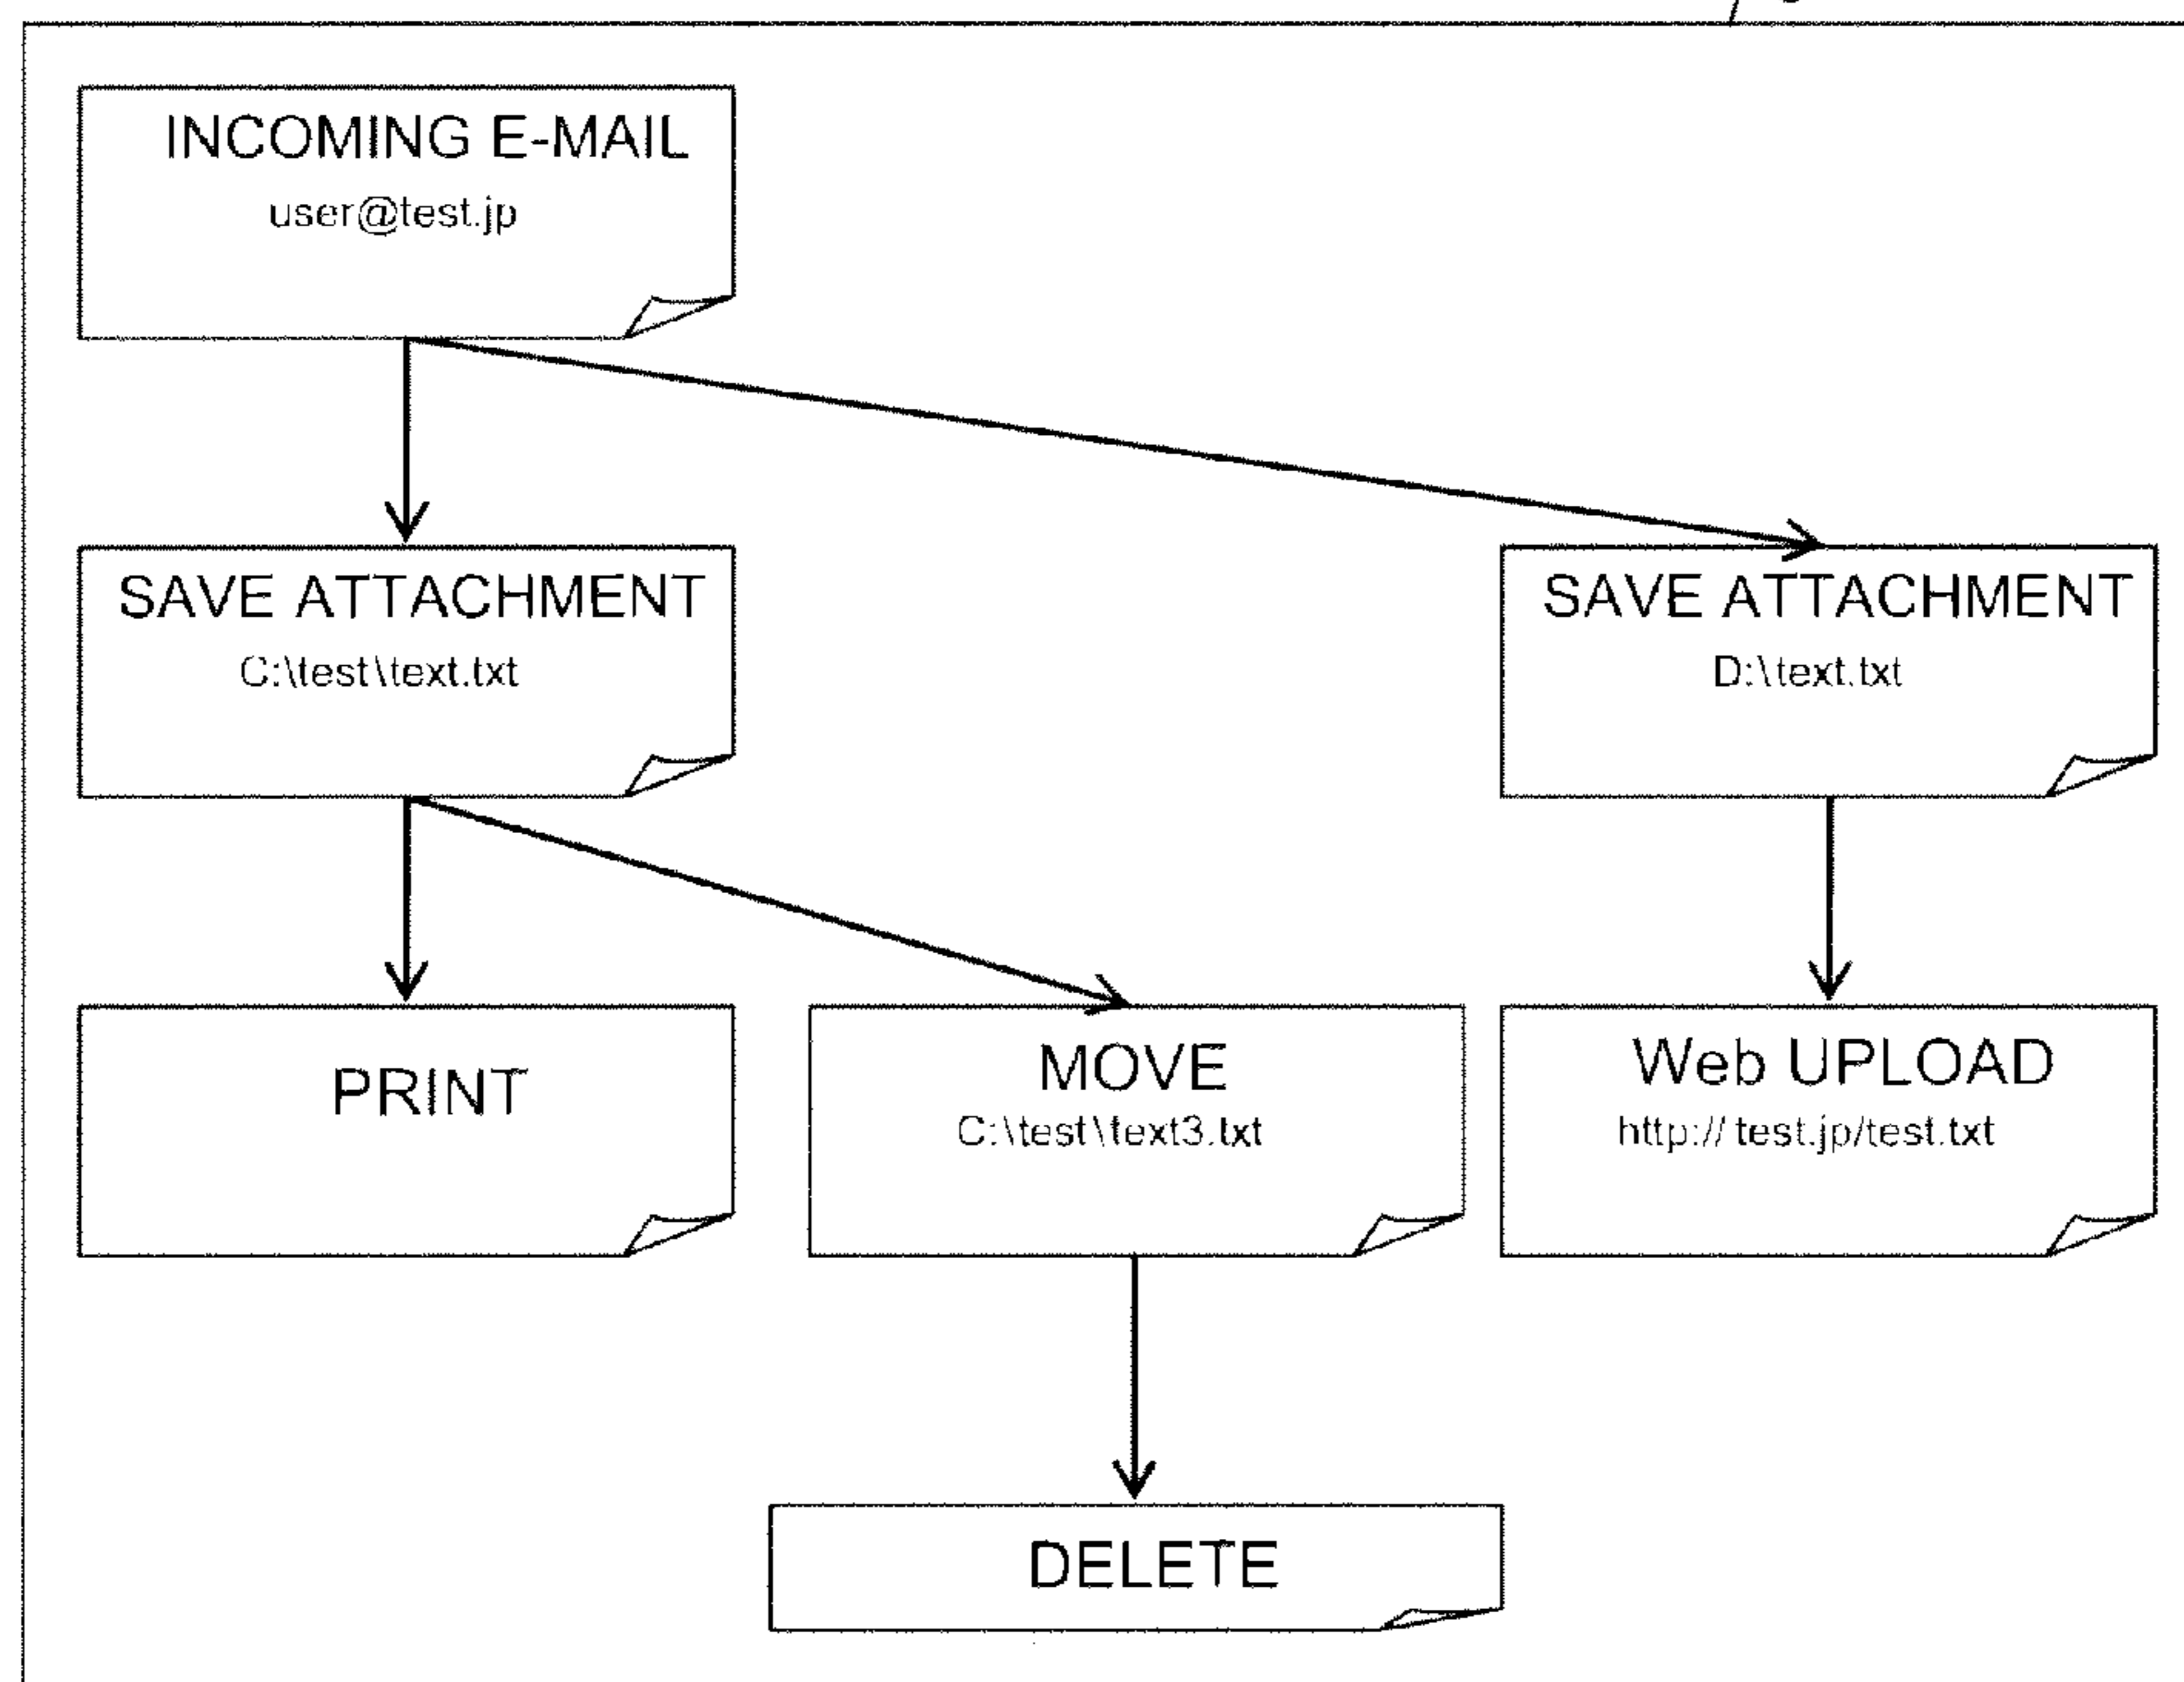 INCOMING E-MAIL
user@test.jp
SAVE ATTACHMENT
C:\test\text.txt
SAVE ATTACHMENT
D:\text.txt
PRINT
MOVE
C:\test\text3.txt
Web UPLOAD
http://test.jp/test.txt
DELETE